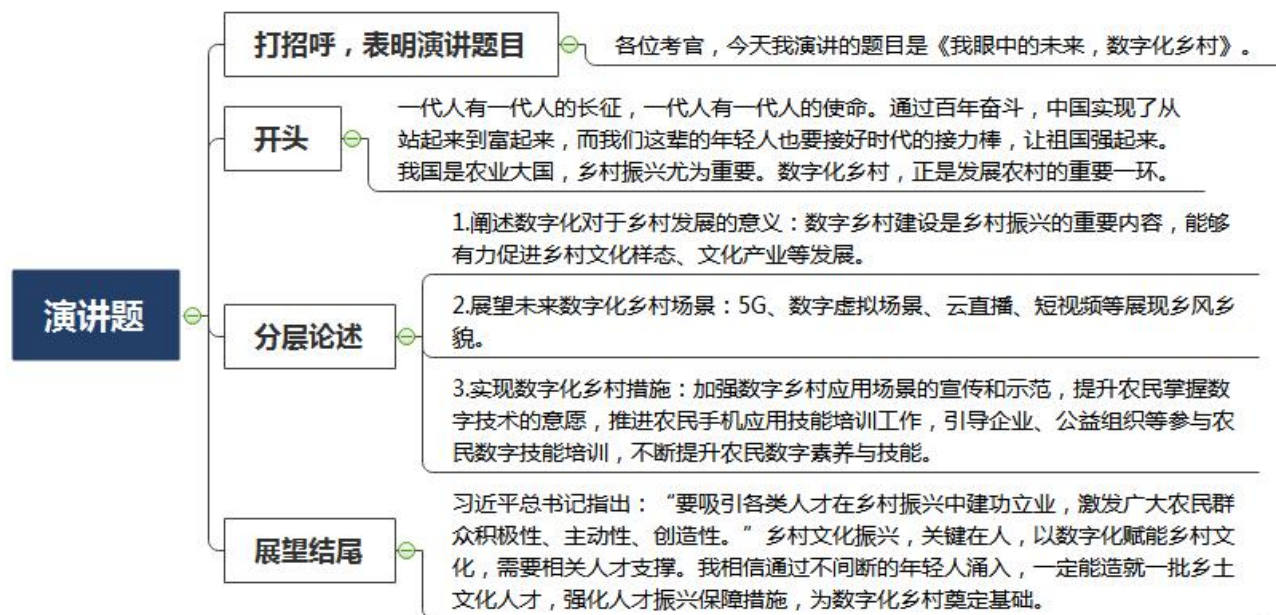 演讲题
打招呼，表明演讲题目
各位考官，今天我演讲的题目是《我眼中的未来，数字化乡村》。
开头
一代人有一代人的长征，一代人有一代人的使命。通过百年奋斗，中国实现了从
站起来到富起来，而我们这辈的年轻人也要接好时代的接力棒，让祖国强起来。
我国是农业大国，乡村振兴尤为重要。数字化乡村，正是发展农村的重要一环。
分层论述
1.阐述数字化对于乡村发展的意义：数字乡村建设是乡村振兴的重要内容，能够
有力促进乡村文化样态、文化产业等发展。
2.展望未来数字化乡村场景：5G、数字虚拟场景、云直播、短视频等展现乡风乡
貌。
3.实现数字化乡村措施：加强数字乡村应用场景的宣传和示范，提升农民掌握数
字技术的意愿，推进农民手机应用技能培训工作，引导企业、公益组织等参与农
民数字技能培训，不断提升农民数字素养与技能。
展望结尾
习近平总书记指出：“要吸引各类人才在乡村振兴中建功立业，激发广大农民群
众积极性、主动性、创造性。”乡村文化振兴，关键在人，以数字化赋能乡村文
化，需要相关人才支撑。我相信通过不间断的年轻人涌入，一定能造就一批乡土
文化人才，强化人才振兴保障措施，为数字化乡村奠定基础。